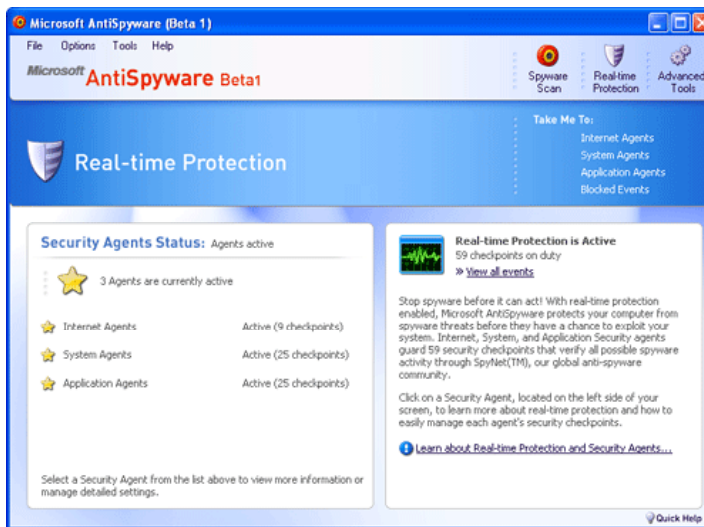 Microsoft AntiSpyware (Beta 1)
File Options Tools Help
Microsoft AntiSpyware Beta1
Spyware Scan
Real-time Protection
Advanced Tools
Real-time Protection
Take Me To:
Internet Agents
System Agents
Application Agents
Blocked Events
Security Agents Status: Agents active
3 Agents are currently active
Internet Agents Active (9 checkpoints)
System Agents Active (25 checkpoints)
Application Agents Active (25 checkpoints)
Select a Security Agent from the list above to view more information or
manage detailed settings.
Real-time Protection is Active
59 checkpoints on duty
» View all events
Stop spyware before it can act! With real-time protection
enabled, Microsoft AntiSpyware protects your computer from
spyware threats before they have a chance to exploit your
system. Internet, System, and Application Security agents
guard 59 security checkpoints that verify all possible spyware
activity through SpyNet(TM), our global anti-spyware
community.
Click on a Security Agent, located on the left side of your
screen, to learn more about real-time protection and how to
easily manage each agent's security checkpoints.
Learn about Real-time Protection and Security Agents...
Quick Help